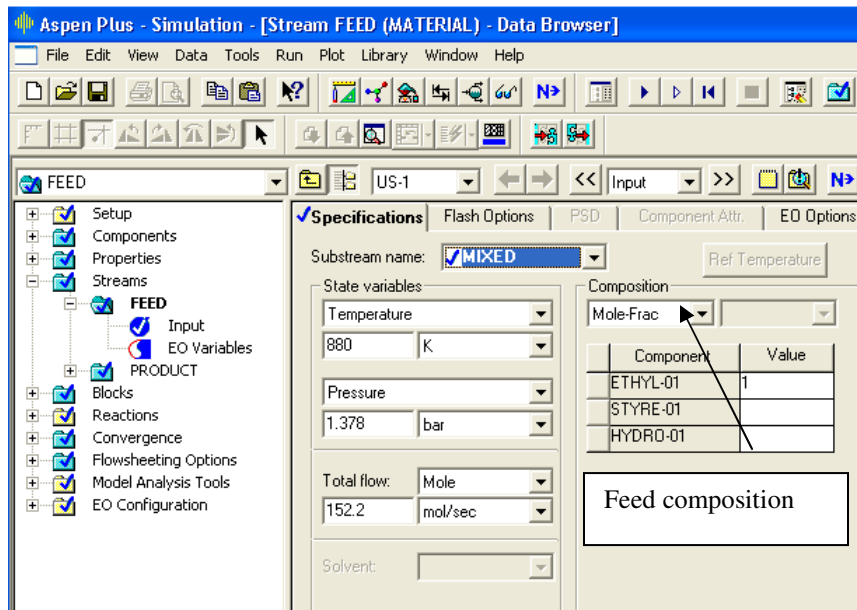 Aspen Plus - Simulation - [Stream FEED (MATERIAL) - Data Browser]
File Edit View Data Tools Run Plot Library Window Help
N>
FEED
US-1
<< Input >>
N>
Setup
Components
Properties
Streams
FEED
Input
EO Variables
PRODUCT
Blocks
Reactions
Convergence
Flowsheeting Options
Model Analysis Tools
EO Configuration
Specifications Flash Options PSD Component Attr. EO Options
Substream name: MIXED Ref Temperature
State variables
Temperature
880 K
Pressure
1.378 bar
Total flow: Mole
152.2 mol/sec
Solvent:
Composition
Mole-Frac
Component Value
ETHYL-01 1
STYRE-01
HYDRO-01
Feed composition